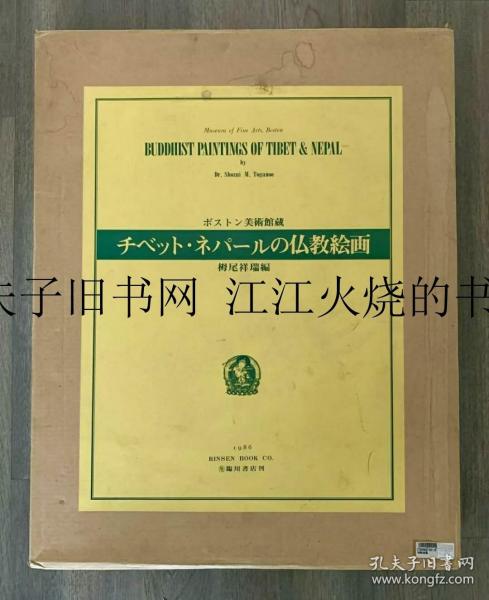 Museum of Fine Arts, Boston
BUDDHIST PAINTINGS OF TIBET & NEPAL
by
Dr. Shozui M. Toganoo
ボストン美術館蔵
チベット・ネパールの仏教絵画
栂尾祥瑞編
夫子旧书网 江江火烧的书
1986
RINSEN BOOK CO.
㊞臨川書店刊
孔夫子旧书网
www.kongfz.com